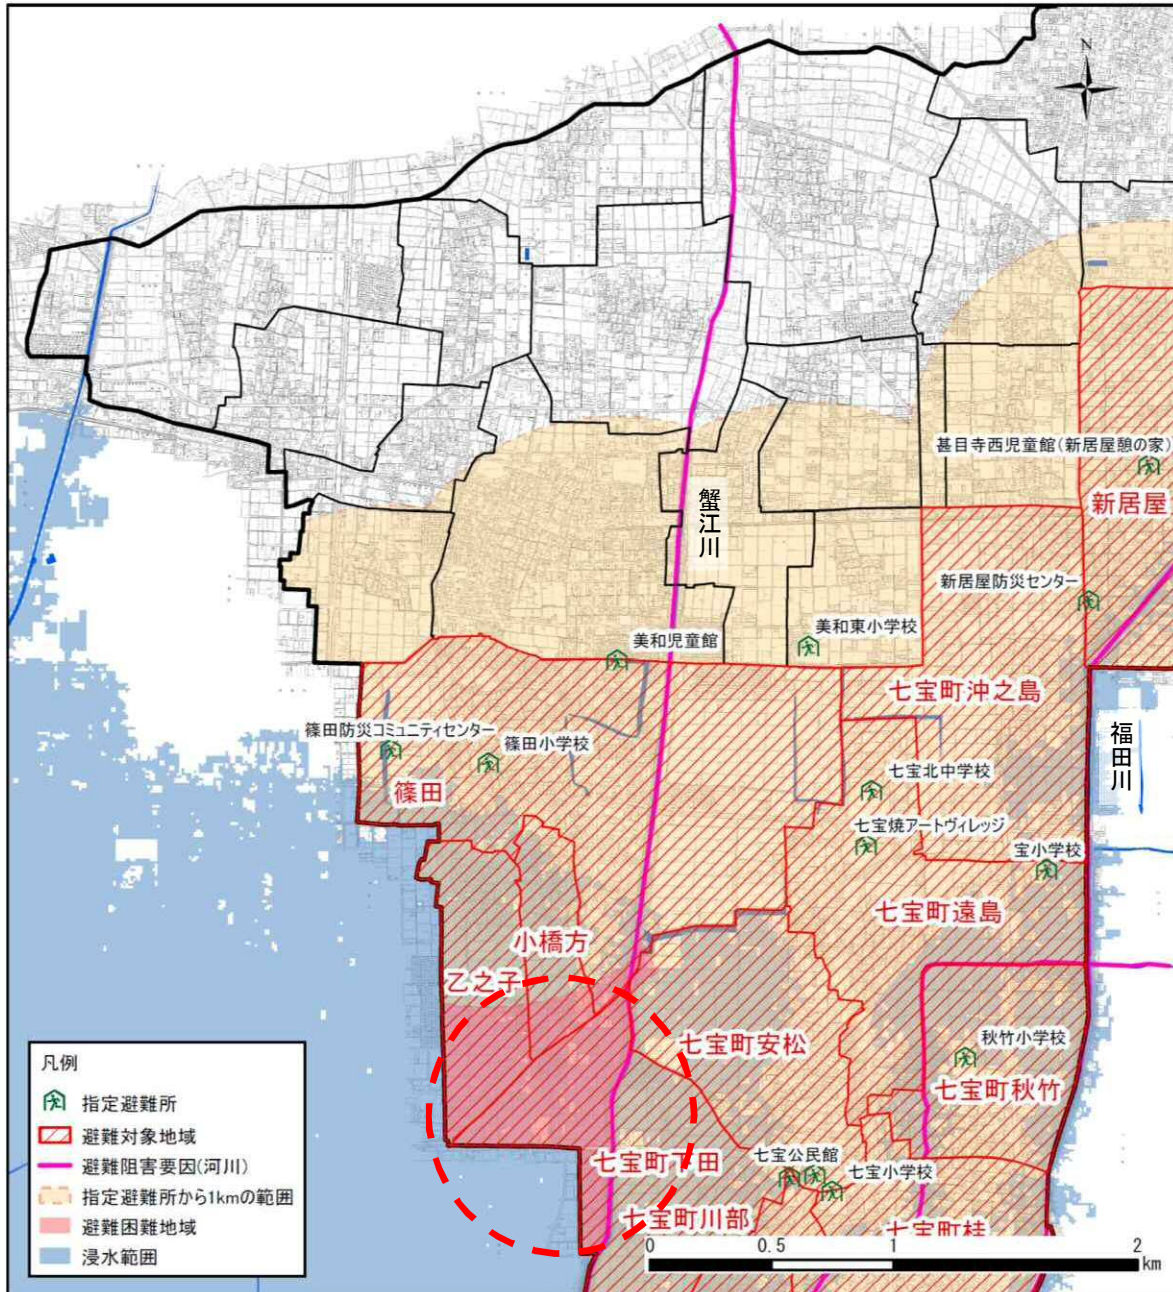 N
甚目寺西児童館(新居屋憩の家)
新居屋
蟹江川
新居屋防災センター
美和児童館
美和東小学校
七宝町沖之島
篠田防災コミュニティセンター
篠田小学校
福田川
七宝北中学校
篠田
七宝焼アートヴィレッジ
宝小学校
七宝町遠島
小橋方
乙之子
七宝町安松
秋竹小学校
七宝町秋竹
七宝町下田
七宝公民館
七宝小学校
七宝町川部
七宝町桂
凡例
指定避難所
避難対象地域
避難阻害要因(河川)
指定避難所から1kmの範囲
避難困難地域
浸水範囲
0 0.5 1 2
km